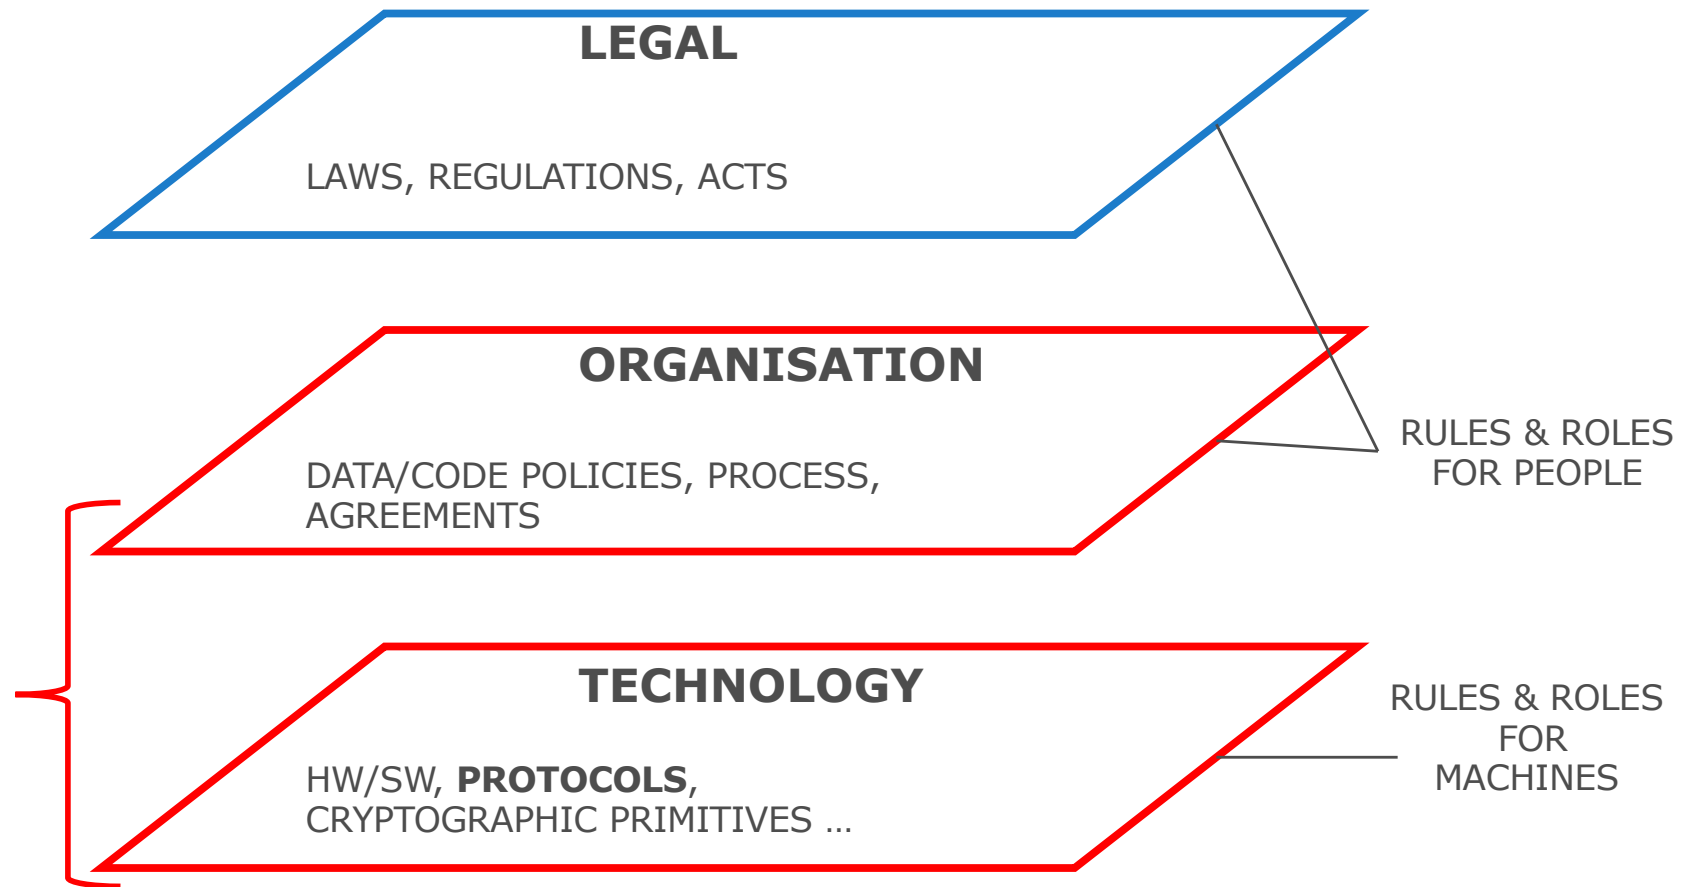 LEGAL
LAWS, REGULATIONS, ACTS
ORGANISATION
DATA/CODE POLICIES, PROCESS,
AGREEMENTS
RULES & ROLES
FOR PEOPLE
TECHNOLOGY
HW/SW, PROTOCOLS,
CRYPTOGRAPHIC PRIMITIVES …
RULES & ROLES
FOR
MACHINES